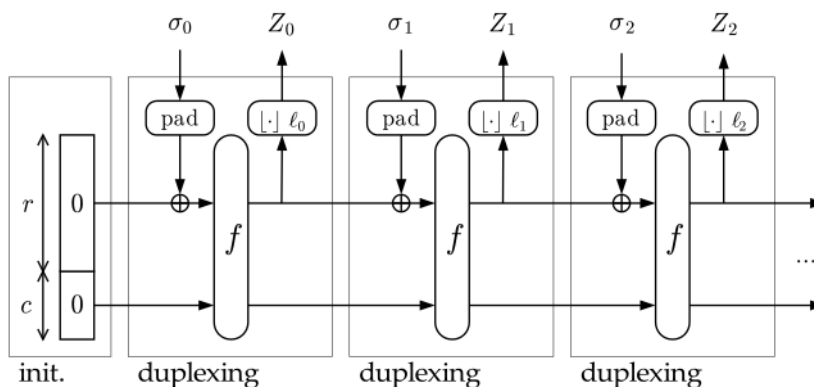 σ₀ Z₀ σ₁ Z₁ σ₂ Z₂
pad ⌊·⌋ ℓ₀ pad ⌊·⌋ ℓ₁ pad ⌊·⌋ ℓ₂
r 0
f f f
...
c 0
init. duplexing duplexing duplexing